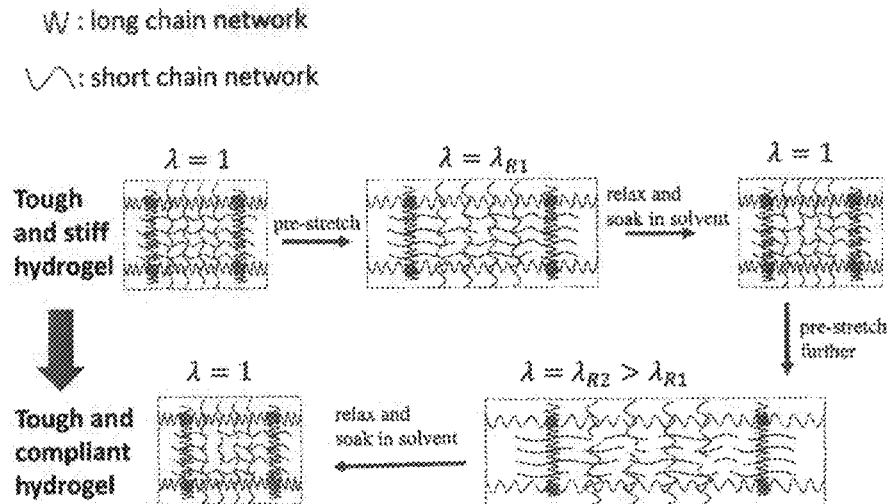 : long chain network
: short chain network
λ = 1
λ = λR1
λ = 1
Tough
and stiff
hydrogel
pre-stretch
relax and
soak in solvent
pre-stretch
further
λ = 1
λ = λR2 > λR1
Tough and
compliant
hydrogel
relax and
soak in solvent